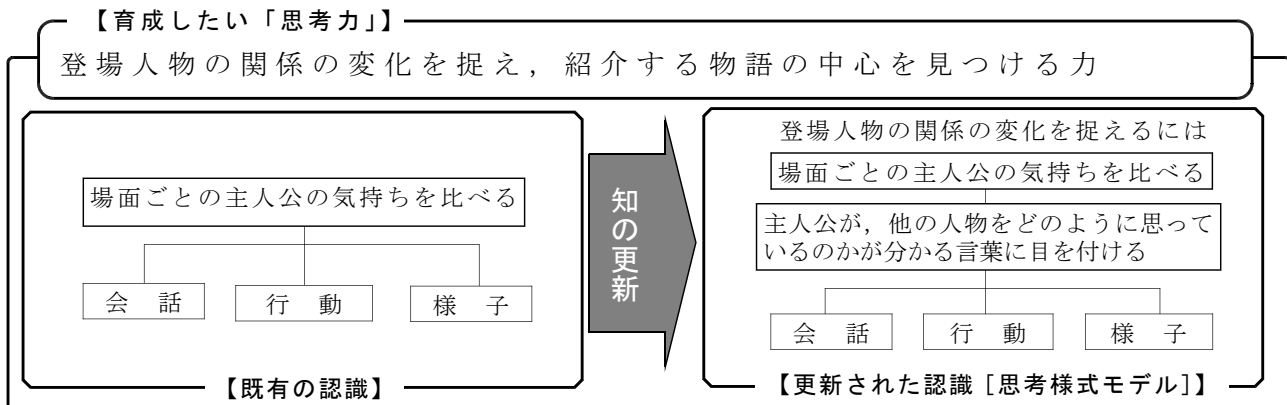 【育成したい「思考力」】
登場人物の関係の変化を捉え，紹介する物語の中心を見つける力
場面ごとの主人公の気持ちを比べる
会話
行動
様子
【既有の認識】
知の更新
登場人物の関係の変化を捉えるには
場面ごとの主人公の気持ちを比べる
主人公が，他の人物をどのように思って
いるのかが分かる言葉に目を付ける
会話
行動
様子
【更新された認識［思考様式モデル］】